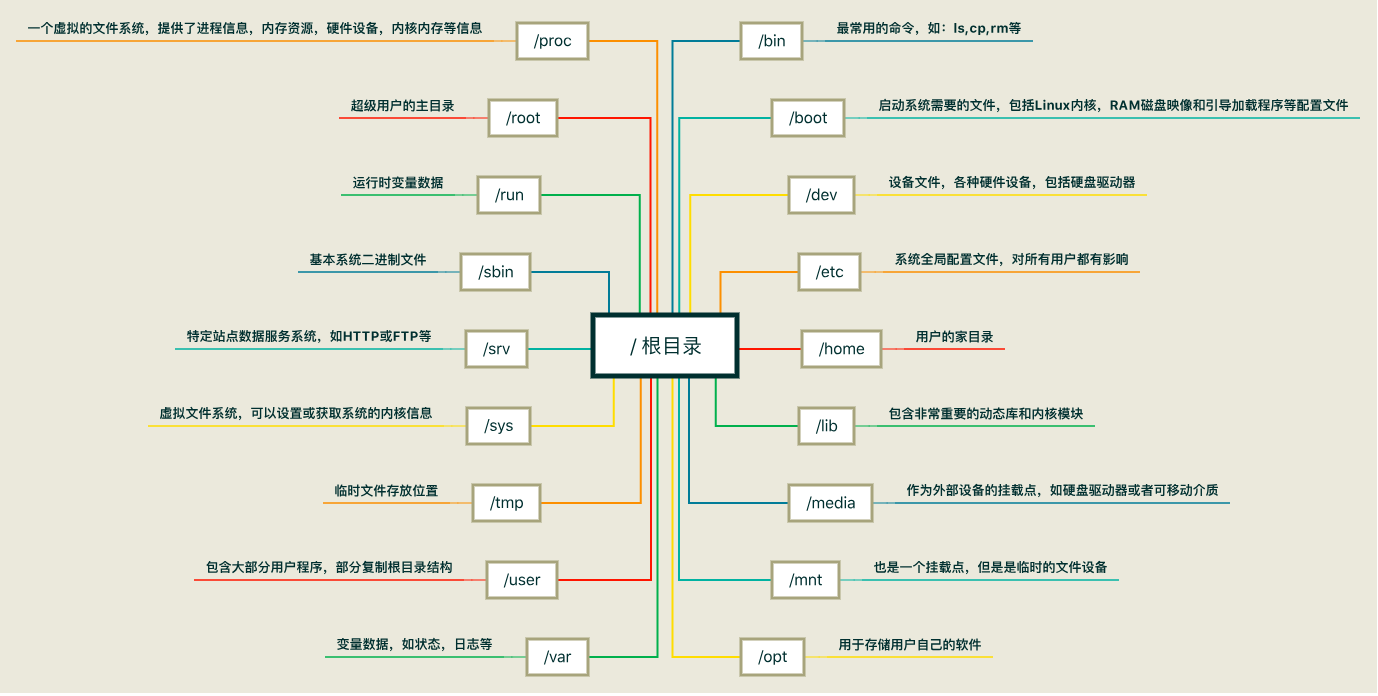 一个虚拟的文件系统，提供了进程信息，内存资源，硬件设备，内核内存等信息
/proc
/bin
最常用的命令，如：ls,cp,rm等
超级用户的主目录
/root
/boot
启动系统需要的文件，包括Linux内核，RAM磁盘映像和引导加载程序等配置文件
运行时变量数据
/run
/dev
设备文件，各种硬件设备，包括硬盘驱动器
基本系统二进制文件
/sbin
/etc
系统全局配置文件，对所有用户都有影响
特定站点数据服务系统，如HTTP或FTP等
/srv
/ 根目录
/home
用户的家目录
虚拟文件系统，可以设置或获取系统的内核信息
/sys
/lib
包含非常重要的动态库和内核模块
临时文件存放位置
/tmp
/media
作为外部设备的挂载点，如硬盘驱动器或者可移动介质
包含大部分用户程序，部分复制根目录结构
/user
/mnt
也是一个挂载点，但是是临时的文件设备
变量数据，如状态，日志等
/var
/opt
用于存储用户自己的软件